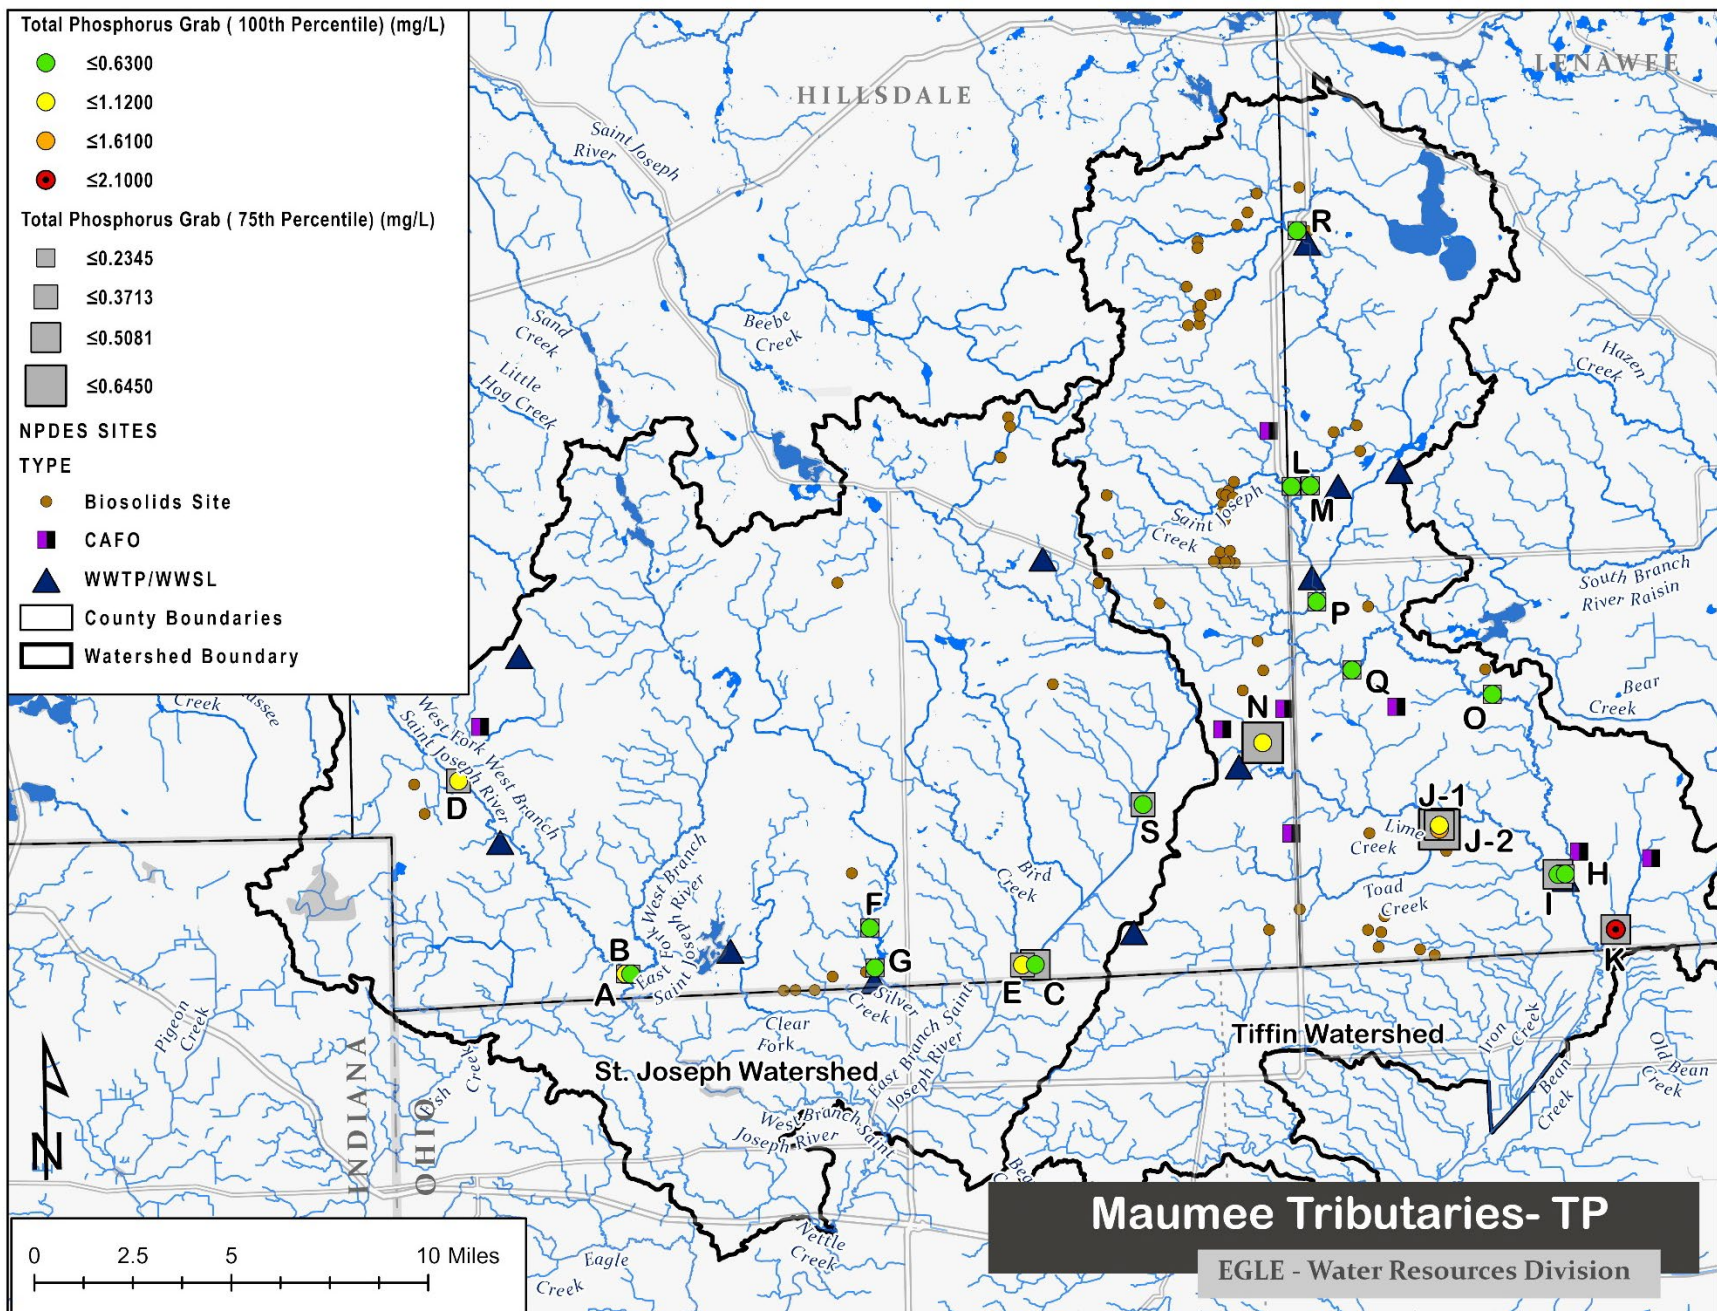 Total Phosphorus Grab ( 100th Percentile) (mg/L)
≤0.6300
≤1.1200
≤1.6100
≤2.1000
Total Phosphorus Grab ( 75th Percentile) (mg/L)
≤0.2345
≤0.3713
≤0.5081
≤0.6450
NPDES SITES
TYPE
Biosolids Site
CAFO
WWTP/WWSL
County Boundaries
Watershed Boundary
HILLSDALE
LENAWEE
Saint Joseph
River
R
Sand
Creek
Beebe
Creek
Little
Hog Creek
Hazen
Creek
L
M
Saint Joseph
Creek
South Branch
River Raisin
P
Q
O
Bear
Creek
Creek
West Fork West Branch
Saint Joseph River
N
D
S
J-1
J-2
Lime
Creek
Toad
Creek
H
I
K
Bird
Creek
F
G
B
A
East Fork West Branch
Saint Joseph River
E
C
Silver
Creek
Clear
Fork
East Branch Saint
Joseph River
Pigeon
Creek
Fish
Creek
INDIANA
OHIO
St. Joseph Watershed
Tiffin Watershed
Iron
Creek
Bean
Creek
Old Bean
Creek
West Branch Saint
Joseph River
Nettle
Creek
Eagle
Creek
N
0 2.5 5 10 Miles
Maumee Tributaries- TP
EGLE - Water Resources Division